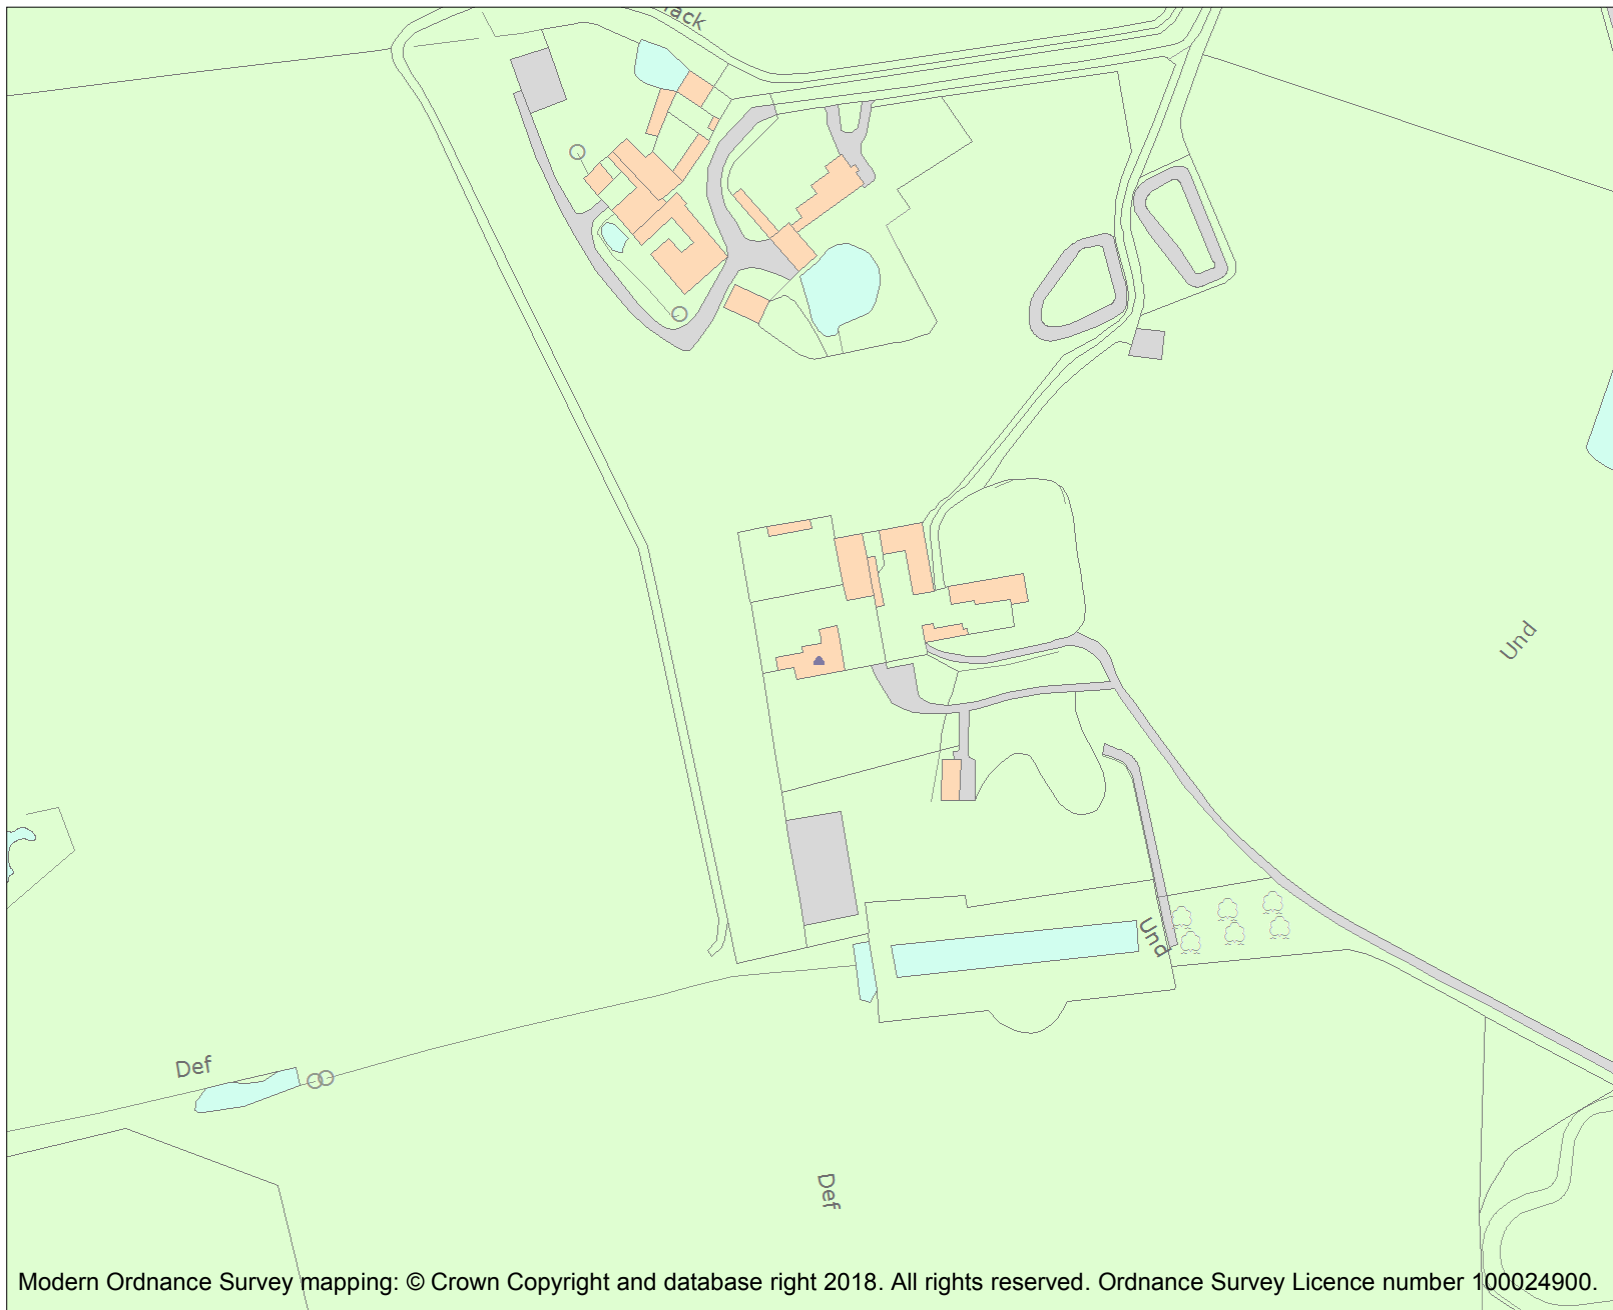 Und
Und
Def
Def
Modern Ordnance Survey mapping: © Crown Copyright and database right 2018. All rights reserved. Ordnance Survey Licence number 100024900.